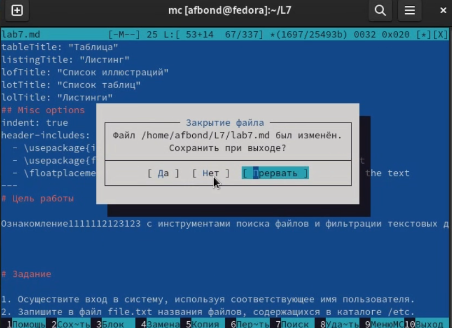 mc [afbond@fedora]:~/L7
lab7.md [-M--] 25 L:[ 53+14 67/337] *(1697/25493b) 0032 0x020 [*][X]
tableTitle: "Таблица"
listingTitle: "Листинг"
lofTitle: "Список иллюстраций"
lotTitle: "Список таблиц"
lolTitle: "Листинги"
## Misc options
indent: true
header-includes:
- \usepackage{i
- \usepackage{f
- \floatplaceme
the text
---
Закрытие файла
Файл /home/afbond/L7/lab7.md был изменён.
Сохранить при выходе?
[ Да ] [ Нет ] [ Прервать ]
# Цель работы
Ознакомление1111112123123 с инструментами поиска файлов и фильтрации текстовых д
# Задание
1. Осуществите вход в систему, используя соответствующее имя пользователя.
2. Запишите в файл file.txt названия файлов, содержащихся в каталоге /etc.
1Помощь 2Сох~ть 3Блок 4Замена 5Копия 6Пер~ть 7Поиск 8Уда~ть 9МенюMC 10Выход